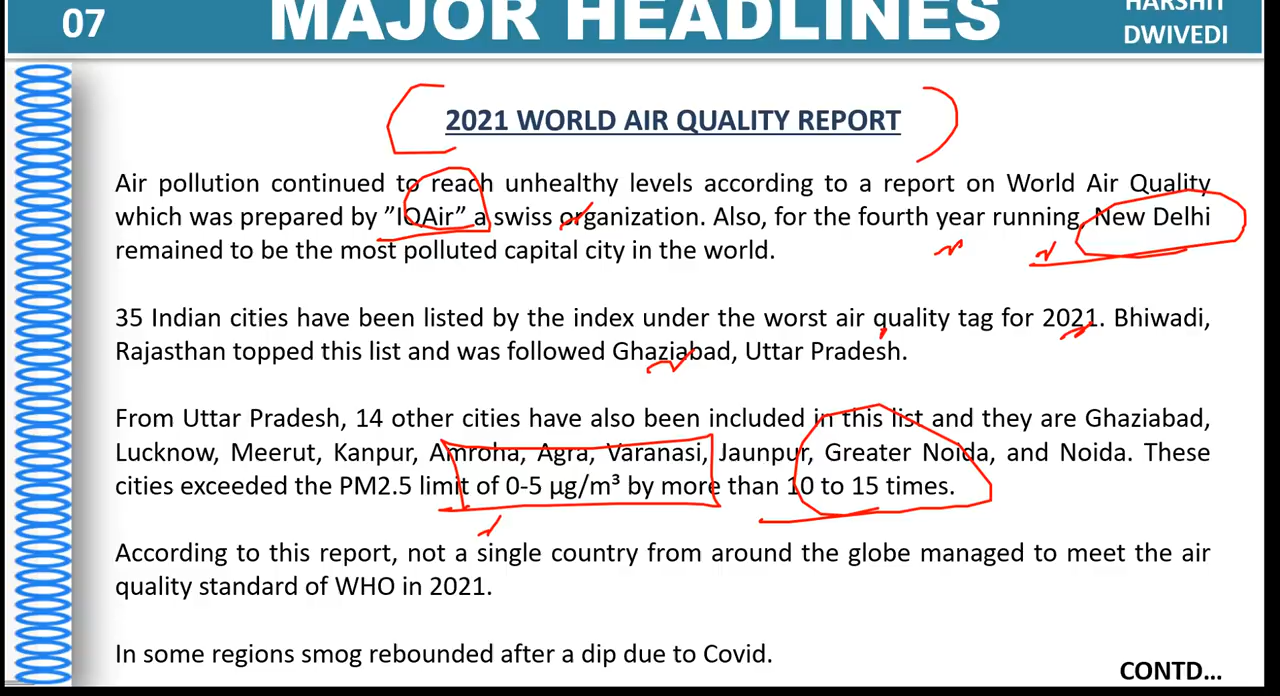 07
MAJOR HEADLINES
HARSHIT
DWIVEDI
2021 WORLD AIR QUALITY REPORT
Air pollution continued to reach unhealthy levels according to a report on World Air Quality
which was prepared by ”IQAir” a swiss organization. Also, for the fourth year running, New Delhi
remained to be the most polluted capital city in the world.
35 Indian cities have been listed by the index under the worst air quality tag for 2021. Bhiwadi,
Rajasthan topped this list and was followed Ghaziabad, Uttar Pradesh.
From Uttar Pradesh, 14 other cities have also been included in this list and they are Ghaziabad,
Lucknow, Meerut, Kanpur, Amroha, Agra, Varanasi, Jaunpur, Greater Noida, and Noida. These
cities exceeded the PM2.5 limit of 0-5 µg/m³ by more than 10 to 15 times.
According to this report, not a single country from around the globe managed to meet the air
quality standard of WHO in 2021.
In some regions smog rebounded after a dip due to Covid.
CONTD...